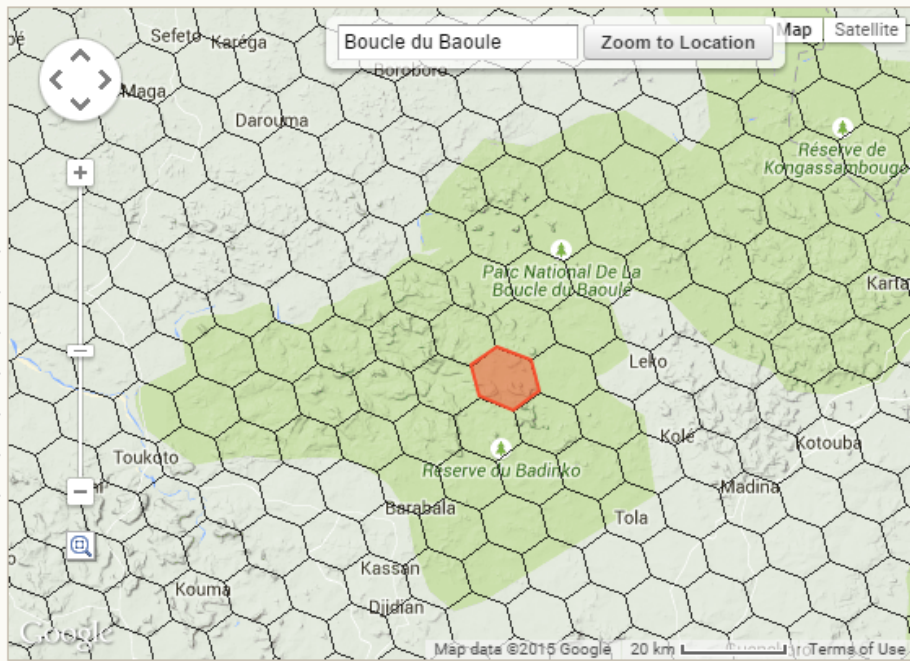 Boucle du Baoule
Zoom to Location
Map
Satellite
Sefeto
Karéga
Boroboro
Maga
Darouma
Réserve de
Kongassambougo
Parc National De La
Boucle du Baoulé
Karta
Leko
Kolé
Kotouba
Toukoto
Réserve du Badinko
Madina
Barabala
Tola
Kassan
Kouma
Djidian
Google
Map data ©2015 Google
20 km
Terms of Use